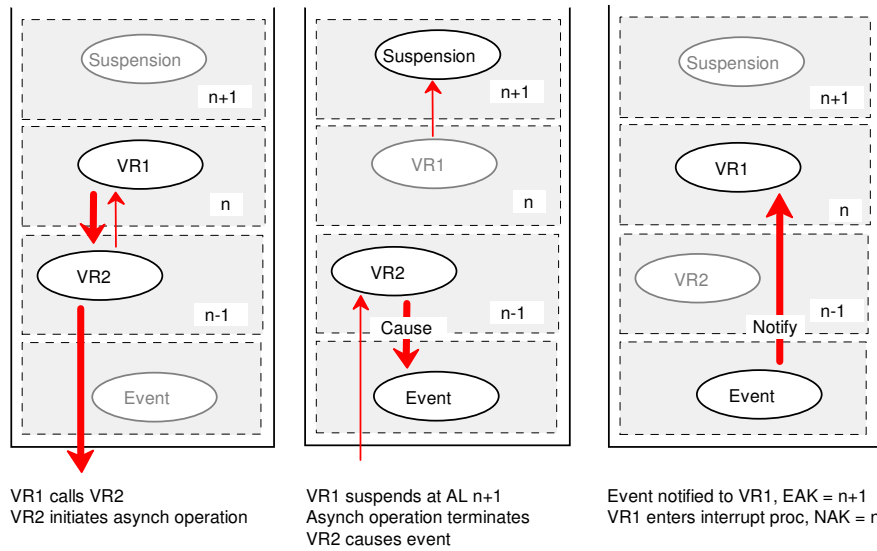 Suspension
n+1
VR1
n
VR2
n-1
Event
VR1 calls VR2
VR2 initiates asynch operation
Suspension
n+1
VR1
n
VR2
n-1
Cause
Event
VR1 suspends at AL n+1
Asynch operation terminates
VR2 causes event
Suspension
n+1
VR1
n
VR2
n-1
Notify
Event
Event notified to VR1, EAK = n+1
VR1 enters interrupt proc, NAK = n